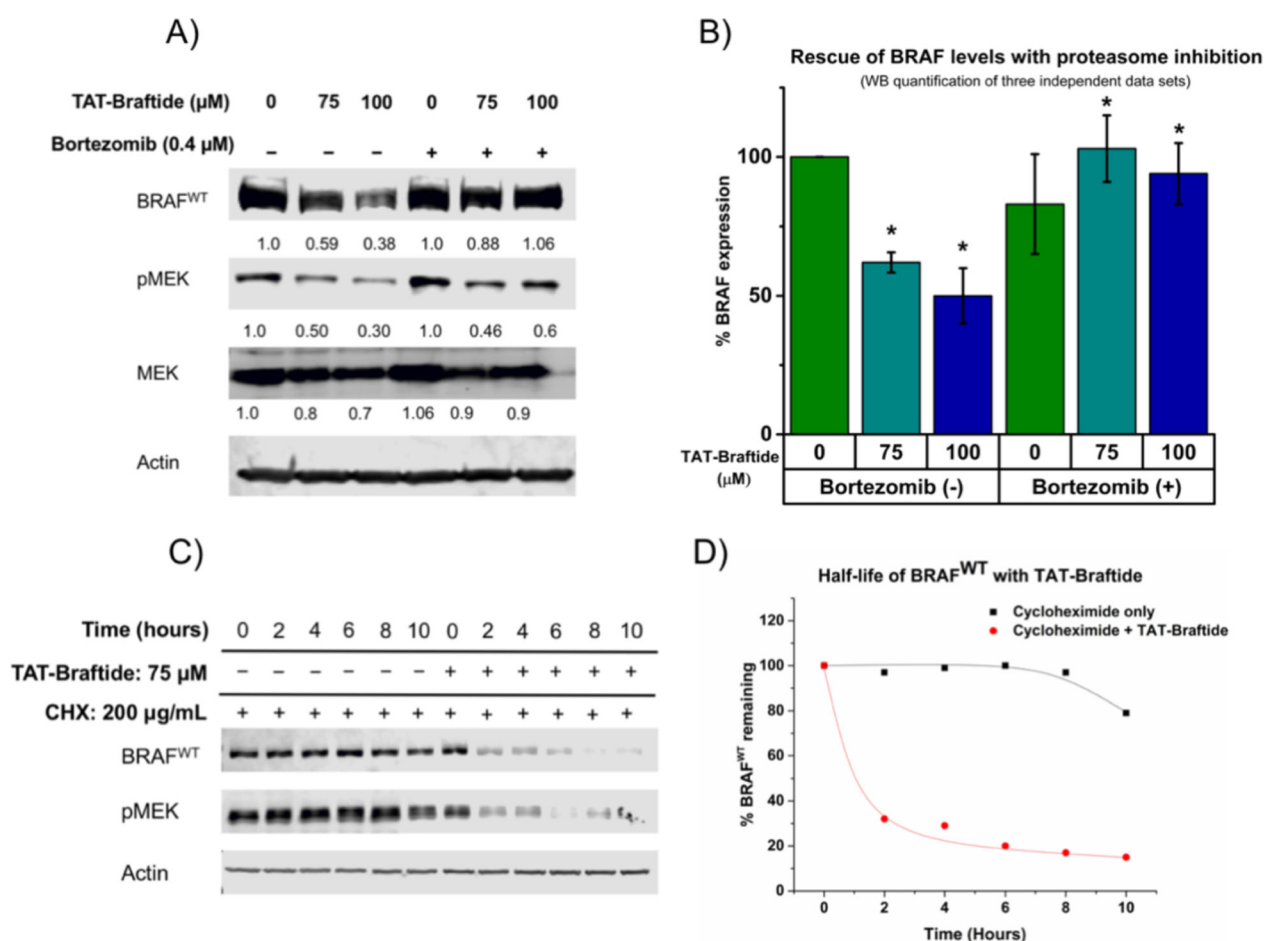 A)
TAT-Braftide (µM) 0 75 100 0 75 100
Bortezomib (0.4 µM) – – – + + +
BRAFᵂᵀ
1.0 0.59 0.38 1.0 0.88 1.06
pMEK
1.0 0.50 0.30 1.0 0.46 0.6
MEK
1.0 0.8 0.7 1.06 0.9 0.9
Actin
B)
Rescue of BRAF levels with proteasome inhibition
(WB quantification of three independent data sets)
% BRAF expression
100
50
0
* * * *
TAT-Braftide 0 75 100 0 75 100
(µM)
Bortezomib (-) Bortezomib (+)
C)
Time (hours) 0 2 4 6 8 10 0 2 4 6 8 10
TAT-Braftide: 75 µM – – – – – – + + + + + +
CHX: 200 µg/mL + + + + + + + + + + + +
BRAFᵂᵀ
pMEK
Actin
D)
Half-life of BRAFᵂᵀ with TAT-Braftide
Cycloheximide only
Cycloheximide + TAT-Braftide
% BRAFᵂᵀ remaining
120
100
80
60
40
20
0
0 2 4 6 8 10
Time (Hours)